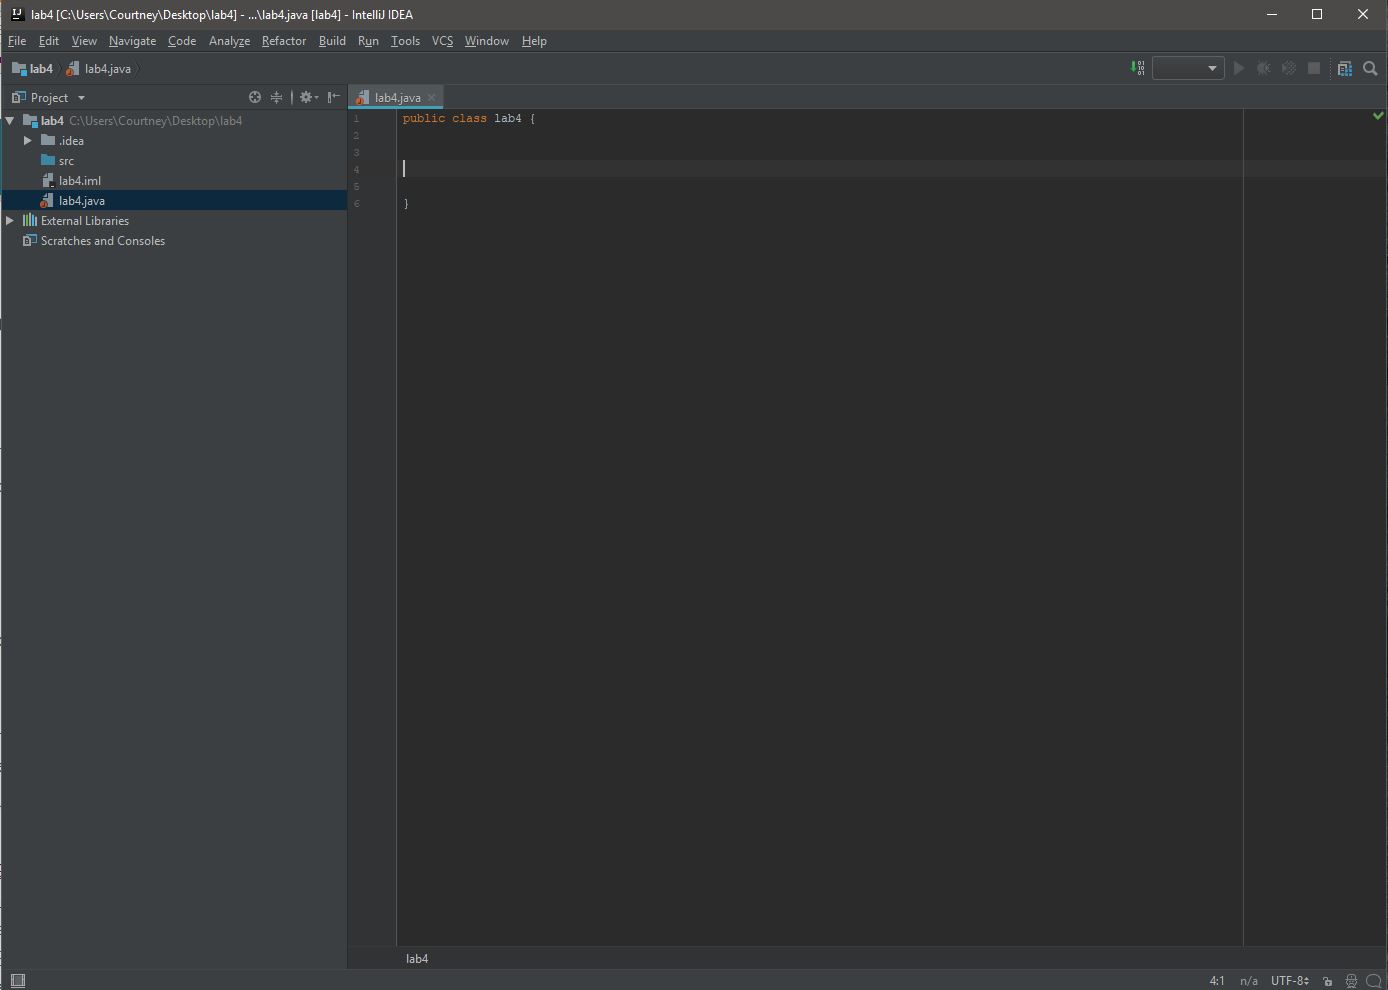 lab4 [C:\Users\Courtney\Desktop\lab4] - ...\lab4.java [lab4] - IntelliJ IDEA
File Edit View Navigate Code Analyze Refactor Build Run Tools VCS Window Help
lab4 lab4.java
Project
lab4.java
lab4 C:\Users\Courtney\Desktop\lab4
.idea
src
lab4.iml
lab4.java
External Libraries
Scratches and Consoles
1 public class lab4 {
2
3
4
5
6 }
lab4
4:1 n/a UTF-8